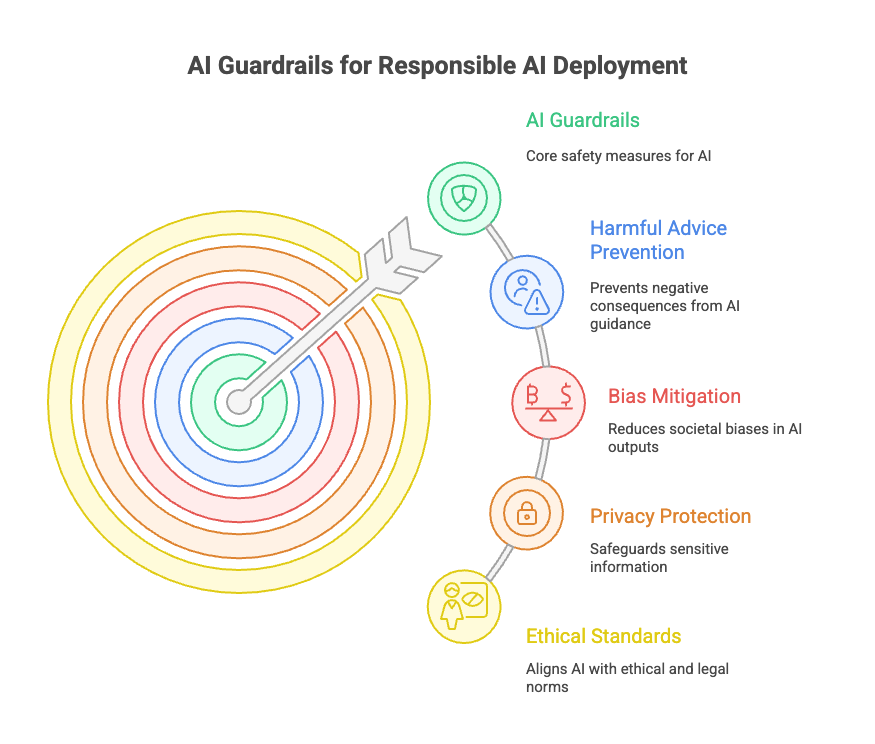 AI Guardrails for Responsible AI Deployment
AI Guardrails
Core safety measures for AI
Harmful Advice
Prevention
Prevents negative
consequences from AI
guidance
Bias Mitigation
Reduces societal biases in AI
outputs
Privacy Protection
Safeguards sensitive
information
Ethical Standards
Aligns AI with ethical and legal
norms